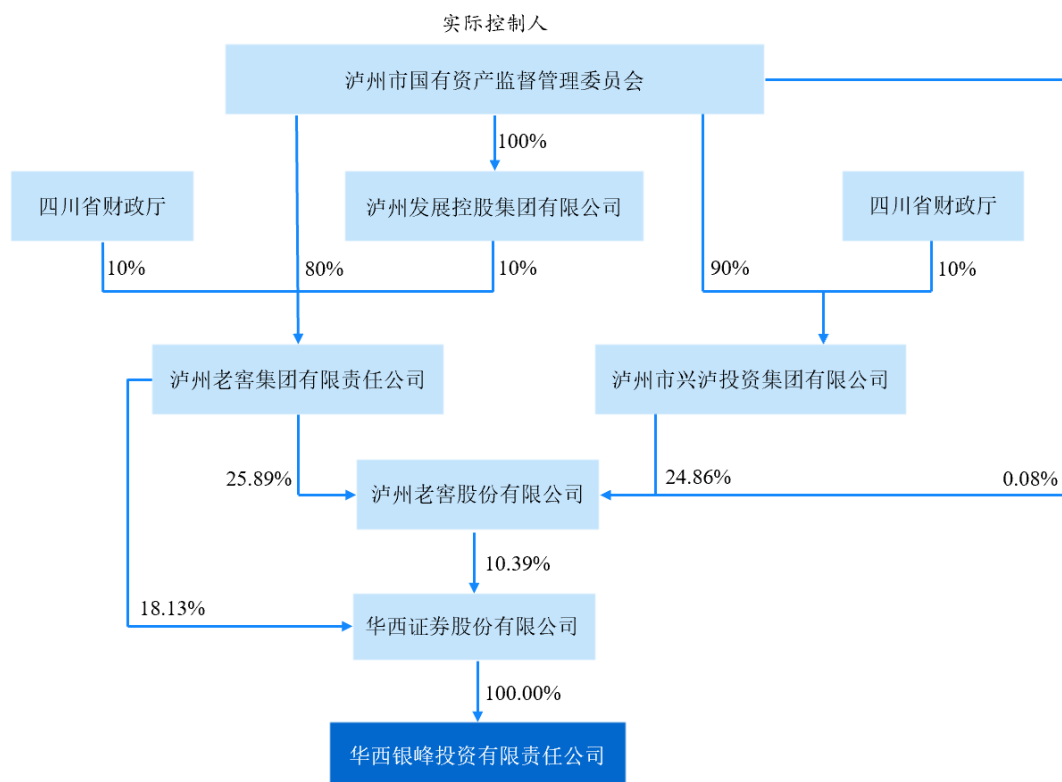 实际控制人
泸州市国有资产监督管理委员会
100%
四川省财政厅
泸州发展控股集团有限公司
四川省财政厅
10%
80%
10%
90%
10%
泸州老窖集团有限责任公司
泸州市兴泸投资集团有限公司
25.89%
泸州老窖股份有限公司
24.86%
0.08%
10.39%
18.13%
华西证券股份有限公司
100.00%
华西银峰投资有限责任公司